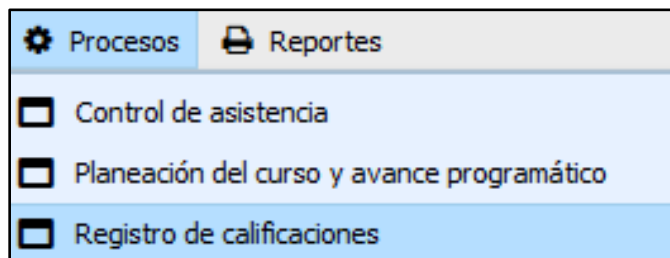 Procesos Reportes
Control de asistencia
Planeación del curso y avance programático
Registro de calificaciones